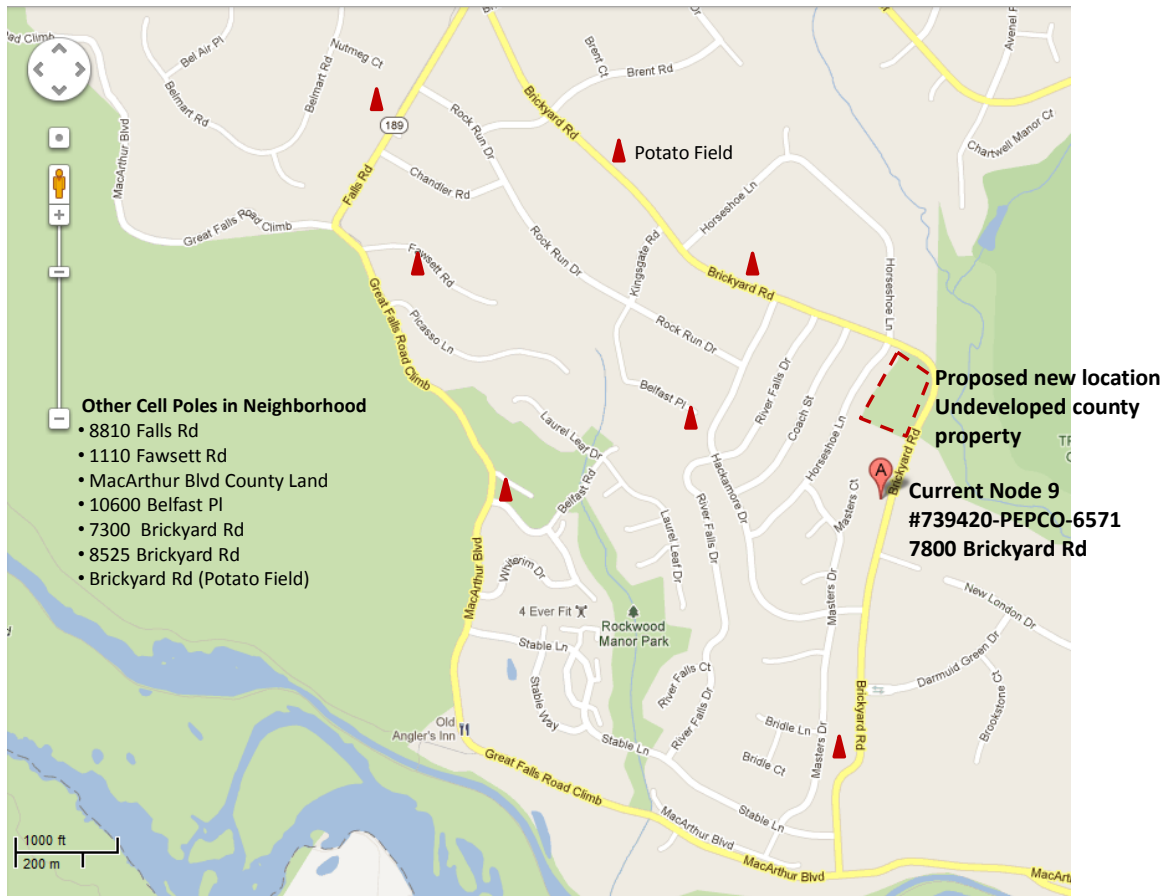 ad Climb
Bel Air Pl
Nutmeg Ct
Belmart Rd
Belmart Rd
MacArthur Blvd
189
Falls Rd
Great Falls Road Climb
Chandler Rd
Rock Run Dr
Brent Ct
Brent Rd
Brickyard Rd
Potato Field
Avenel
Chartwell Manor Ct
Horseshoe Ln
Fawsett Rd
Rock Run Dr
Kingsgate Rd
Brickyard Rd
Horseshoe Ln
Great Falls Road Climb
Picasso Ln
Rock Run Dr
Belfast Pl
River Falls Dr
Coach St
Horseshoe Ln
Proposed new location
Undeveloped county
property
Brickyard Rd
TR
Other Cell Poles in Neighborhood
• 8810 Falls Rd
• 1110 Fawsett Rd
• MacArthur Blvd County Land
• 10600 Belfast Pl
• 7300 Brickyard Rd
• 8525 Brickyard Rd
• Brickyard Rd (Potato Field)
Laurel Leaf Dr
Belfast Rd
Hackamore Dr
Masters Ct
A
Current Node 9
#739420-PEPCO-6571
7800 Brickyard Rd
River Falls Dr
Laurel Leaf Dr
MacArthur Blvd
4 Ever Fit
Rockwood
Manor Park
Masters Dr
New London Dr
Stable Ln
Darmuid Green Dr
River Falls Ct
River Falls Dr
Stable Way
Brookstone Ct
Brickyard Rd
Old
Angler's Inn
Stable Ln
Bridle Ln
Bridle Ct
Masters Dr
Great Falls Road Climb
Stable Ln
MacArthur Blvd
MacArthur Blvd
MacArt
1000 ft
200 m